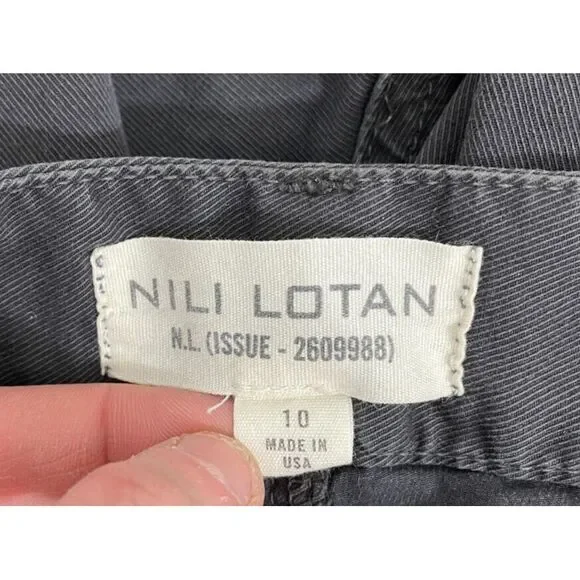 NILI LOTAN
N.L. (ISSUE - 2609988)
10
MADE IN
USA